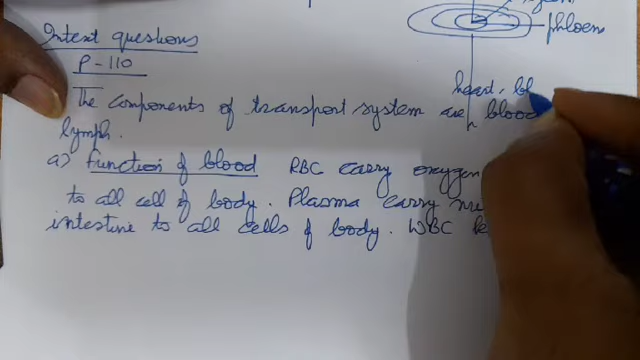 phloem
Intext questions
P - 110
heart, bl
The components of transport system are blood
lymph.
a) Function of blood RBC carry oxygen
to all cell of body. Plasma carry
intestine to all cells of body. WBC